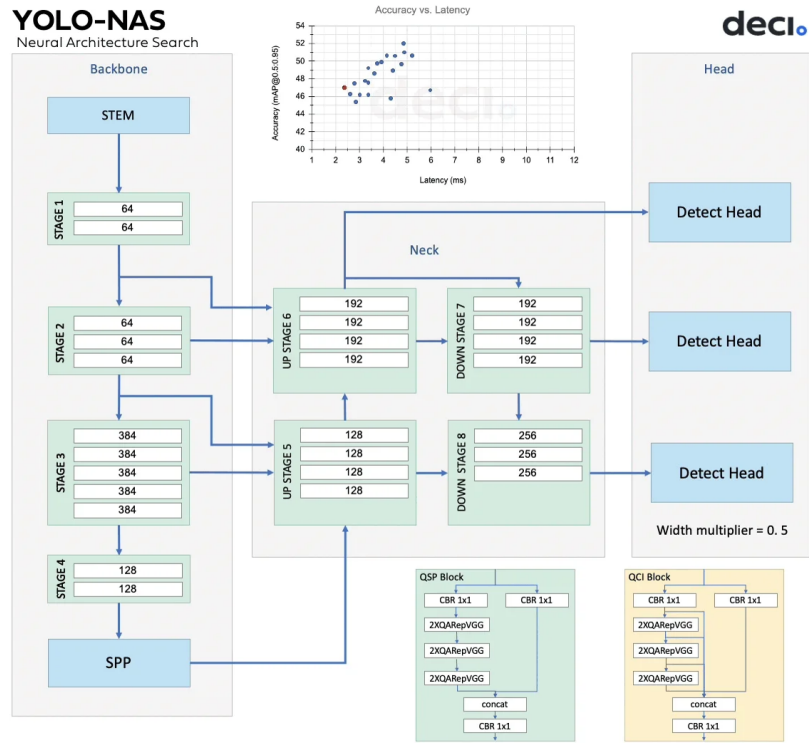 YOLO-NAS
Neural Architecture Search
deci.
Accuracy vs. Latency
Accuracy (mAP@0.5:0.95)
54
52
50
48
46
44
42
40
1 2 3 4 5 6 7 8 9 10 11 12
Latency (ms)
deci.
Backbone
STEM
STAGE 1
64
64
STAGE 2
64
64
64
STAGE 3
384
384
384
384
384
STAGE 4
128
128
SPP
Neck
UP STAGE 6
192
192
192
192
DOWN STAGE 7
192
192
192
192
UP STAGE 5
128
128
128
128
DOWN STAGE 8
256
256
256
Head
Detect Head
Detect Head
Detect Head
Width multiplier = 0. 5
QSP Block
CBR 1x1 CBR 1x1
2XQARepVGG
2XQARepVGG
2XQARepVGG
concat
CBR 1x1
QCI Block
CBR 1x1 CBR 1x1
2XQARepVGG
2XQARepVGG
2XQARepVGG
concat
CBR 1x1